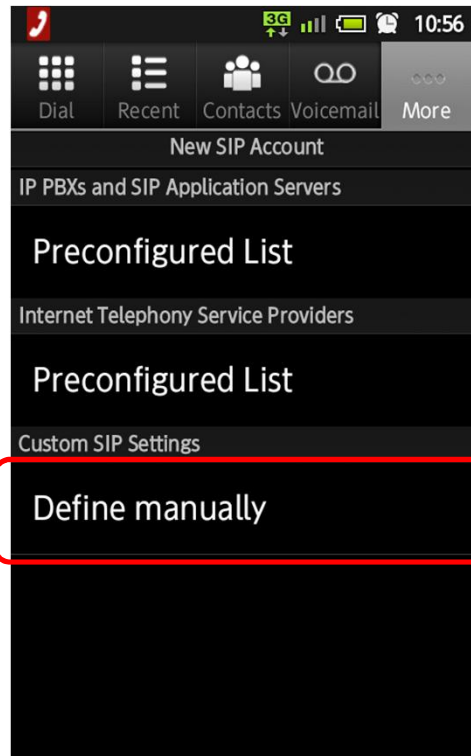 3G 10:56
Dial Recent Contacts Voicemail More
New SIP Account
IP PBXs and SIP Application Servers
Preconfigured List
Internet Telephony Service Providers
Preconfigured List
Custom SIP Settings
Define manually